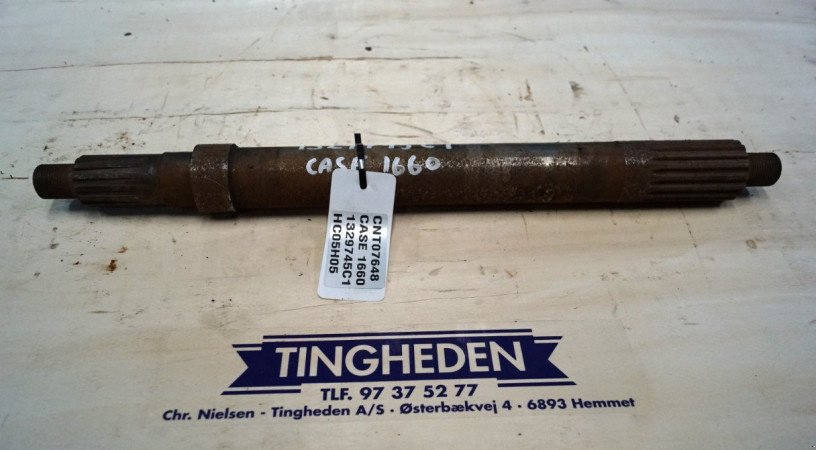 CASA 1660
CNT07648
CASE 1660
1329745C1
HC05H05
TINGHEDEN
TLF. 97 37 52 77
Chr. Nielsen - Tingheden A/S - Østerbækvej 4 - 6893 Hemmet